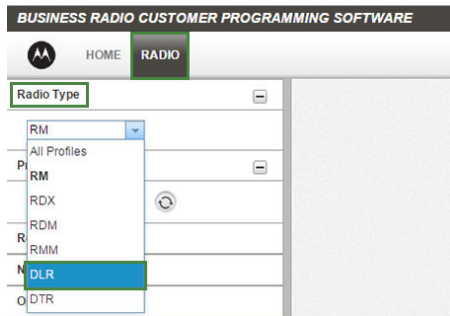 BUSINESS RADIO CUSTOMER PROGRAMMING SOFTWARE
HOME RADIO
Radio Type
RM
All Profiles
RM
RDX
RDM
RMM
DLR
DTR